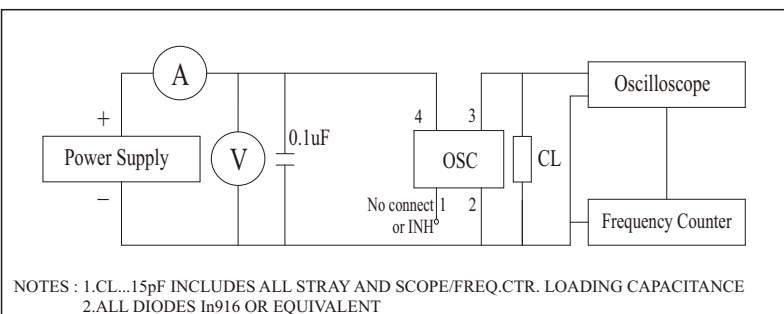 A
Oscilloscope
+
4
3
0.1uF
Power Supply
V
OSC
CL
−
No connect
1
2
or INH
Frequency Counter
NOTES : 1.CL...15pF INCLUDES ALL STRAY AND SCOPE/FREQ.CTR. LOADING CAPACITANCE
2.ALL DIODES In916 OR EQUIVALENT